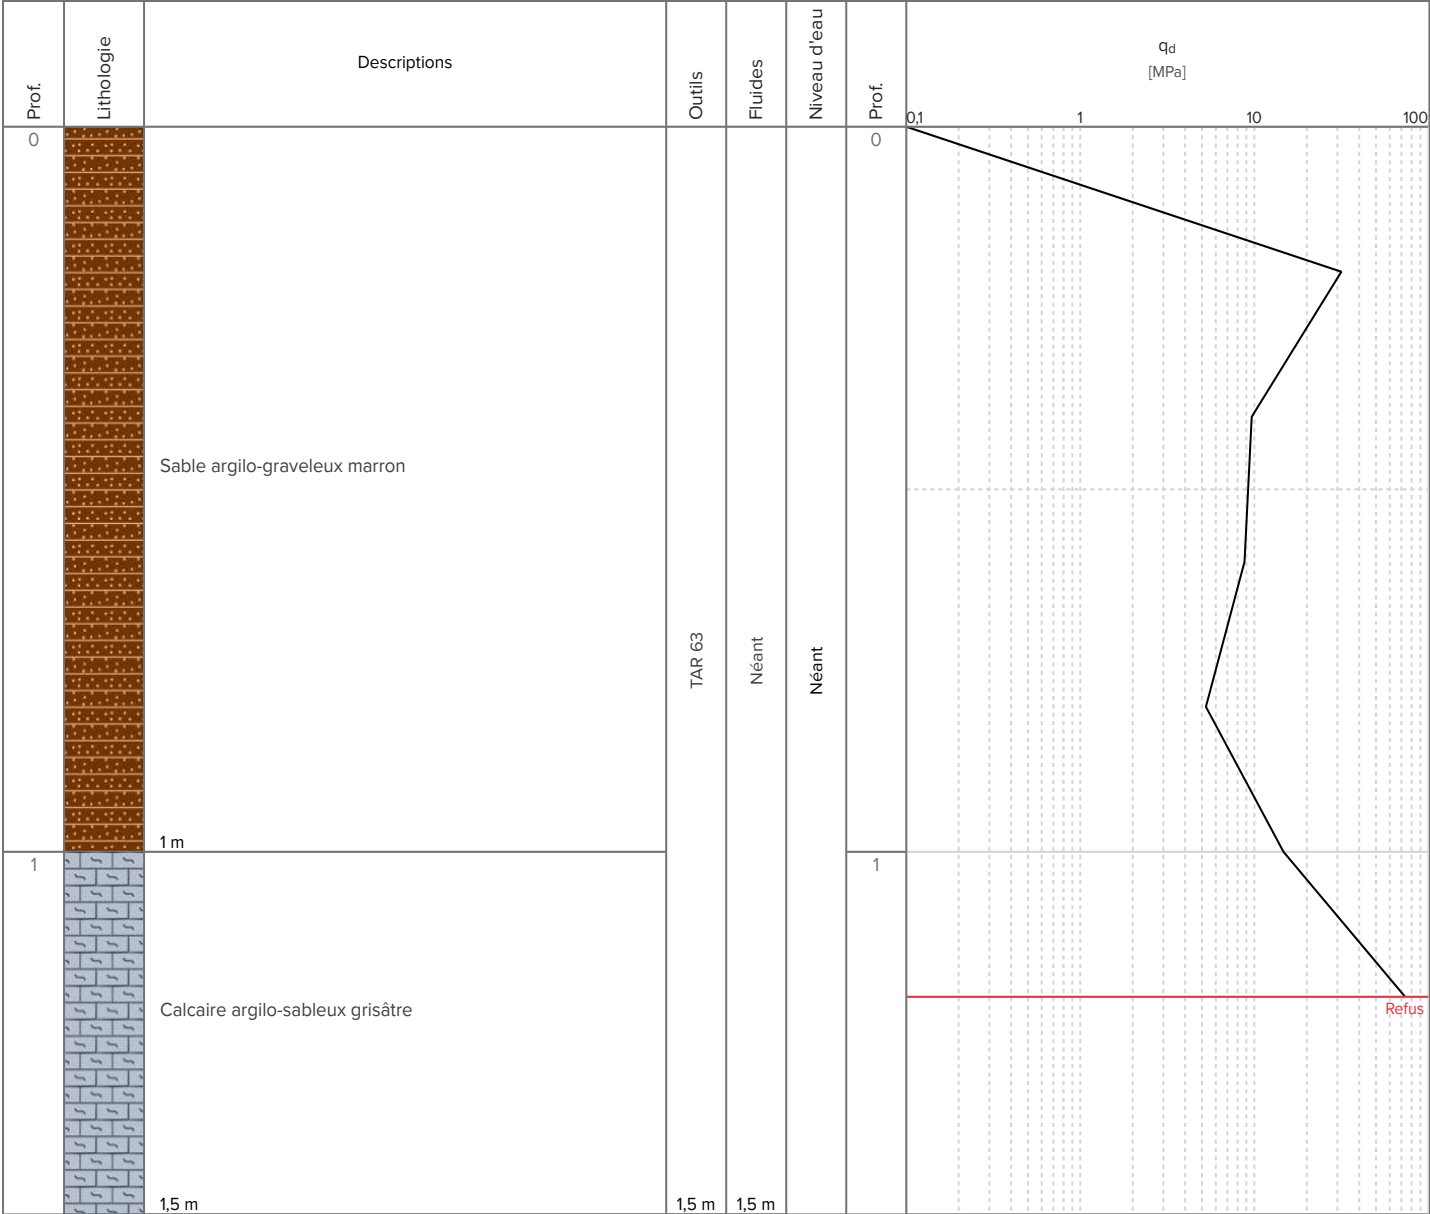 Prof.
Lithologie
Descriptions
Outils
Fluides
Niveau d'eau
Prof.
qd
[MPa]
0,1 1 10 100
0
0
Sable argilo-graveleux marron
TAR 63
Néant
Néant
1 m
1
1
Calcaire argilo-sableux grisâtre
Refus
1,5 m
1,5 m
1,5 m